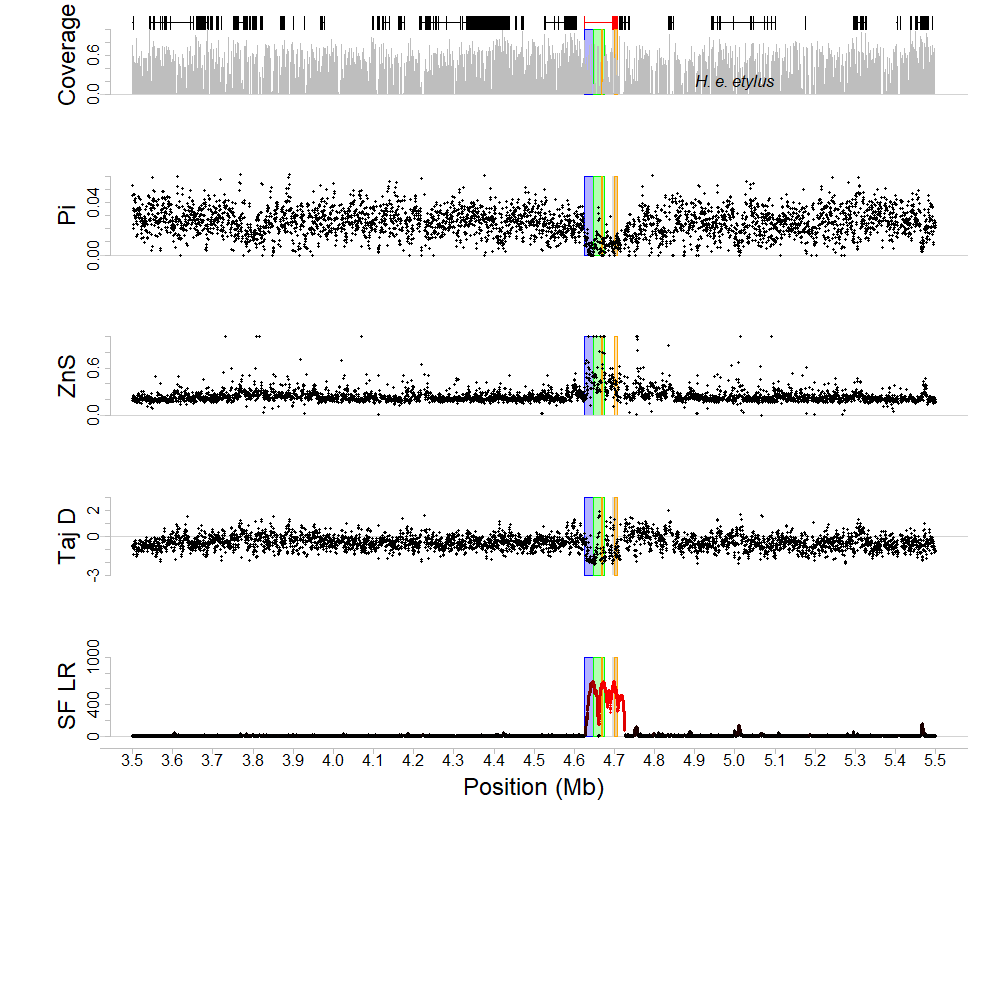 Coverage
0.6
0.0
H. e. etylus
Pi
0.04
0.00
ZnS
0.6
0.0
Taj D
2
0
-3
SF LR
1000
400
0
3.5 3.6 3.7 3.8 3.9 4.0 4.1 4.2 4.3 4.4 4.5 4.6 4.7 4.8 4.9 5.0 5.1 5.2 5.3 5.4 5.5
Position (Mb)